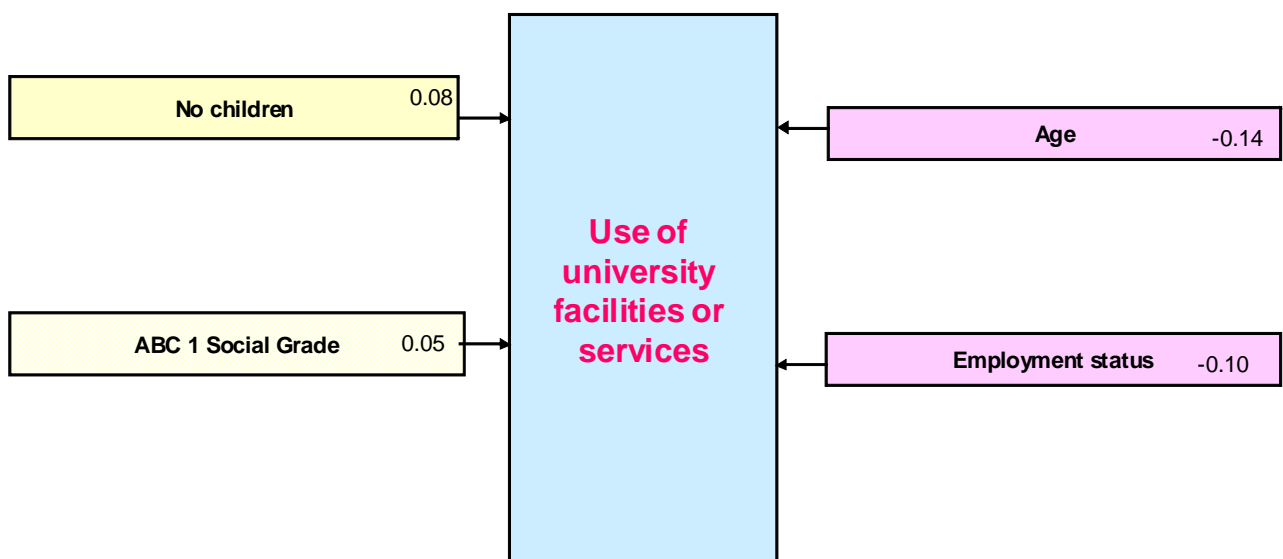 No children 0.08
ABC 1 Social Grade 0.05
Use of
university
facilities or
services
Age -0.14
Employment status -0.10